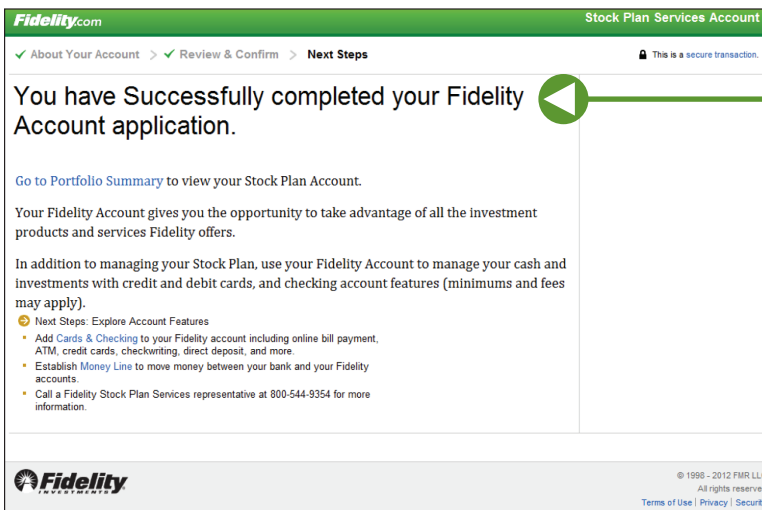 Fidelity.com
Stock Plan Services Account
About Your Account > Review & Confirm > Next Steps
This is a secure transaction.
You have Successfully completed your Fidelity
Account application.
Go to Portfolio Summary to view your Stock Plan Account.
Your Fidelity Account gives you the opportunity to take advantage of all the investment
products and services Fidelity offers.
In addition to managing your Stock Plan, use your Fidelity Account to manage your cash and
investments with credit and debit cards, and checking account features (minimums and fees
may apply).
Next Steps: Explore Account Features
Add Cards & Checking to your Fidelity account including online bill payment,
ATM, credit cards, checkwriting, direct deposit, and more.
Establish Money Line to move money between your bank and your Fidelity
accounts.
Call a Fidelity Stock Plan Services representative at 800-544-9354 for more
information.
Fidelity
INVESTMENTS
© 1998 - 2012 FMR LL
All rights reserve
Terms of Use | Privacy | Securit